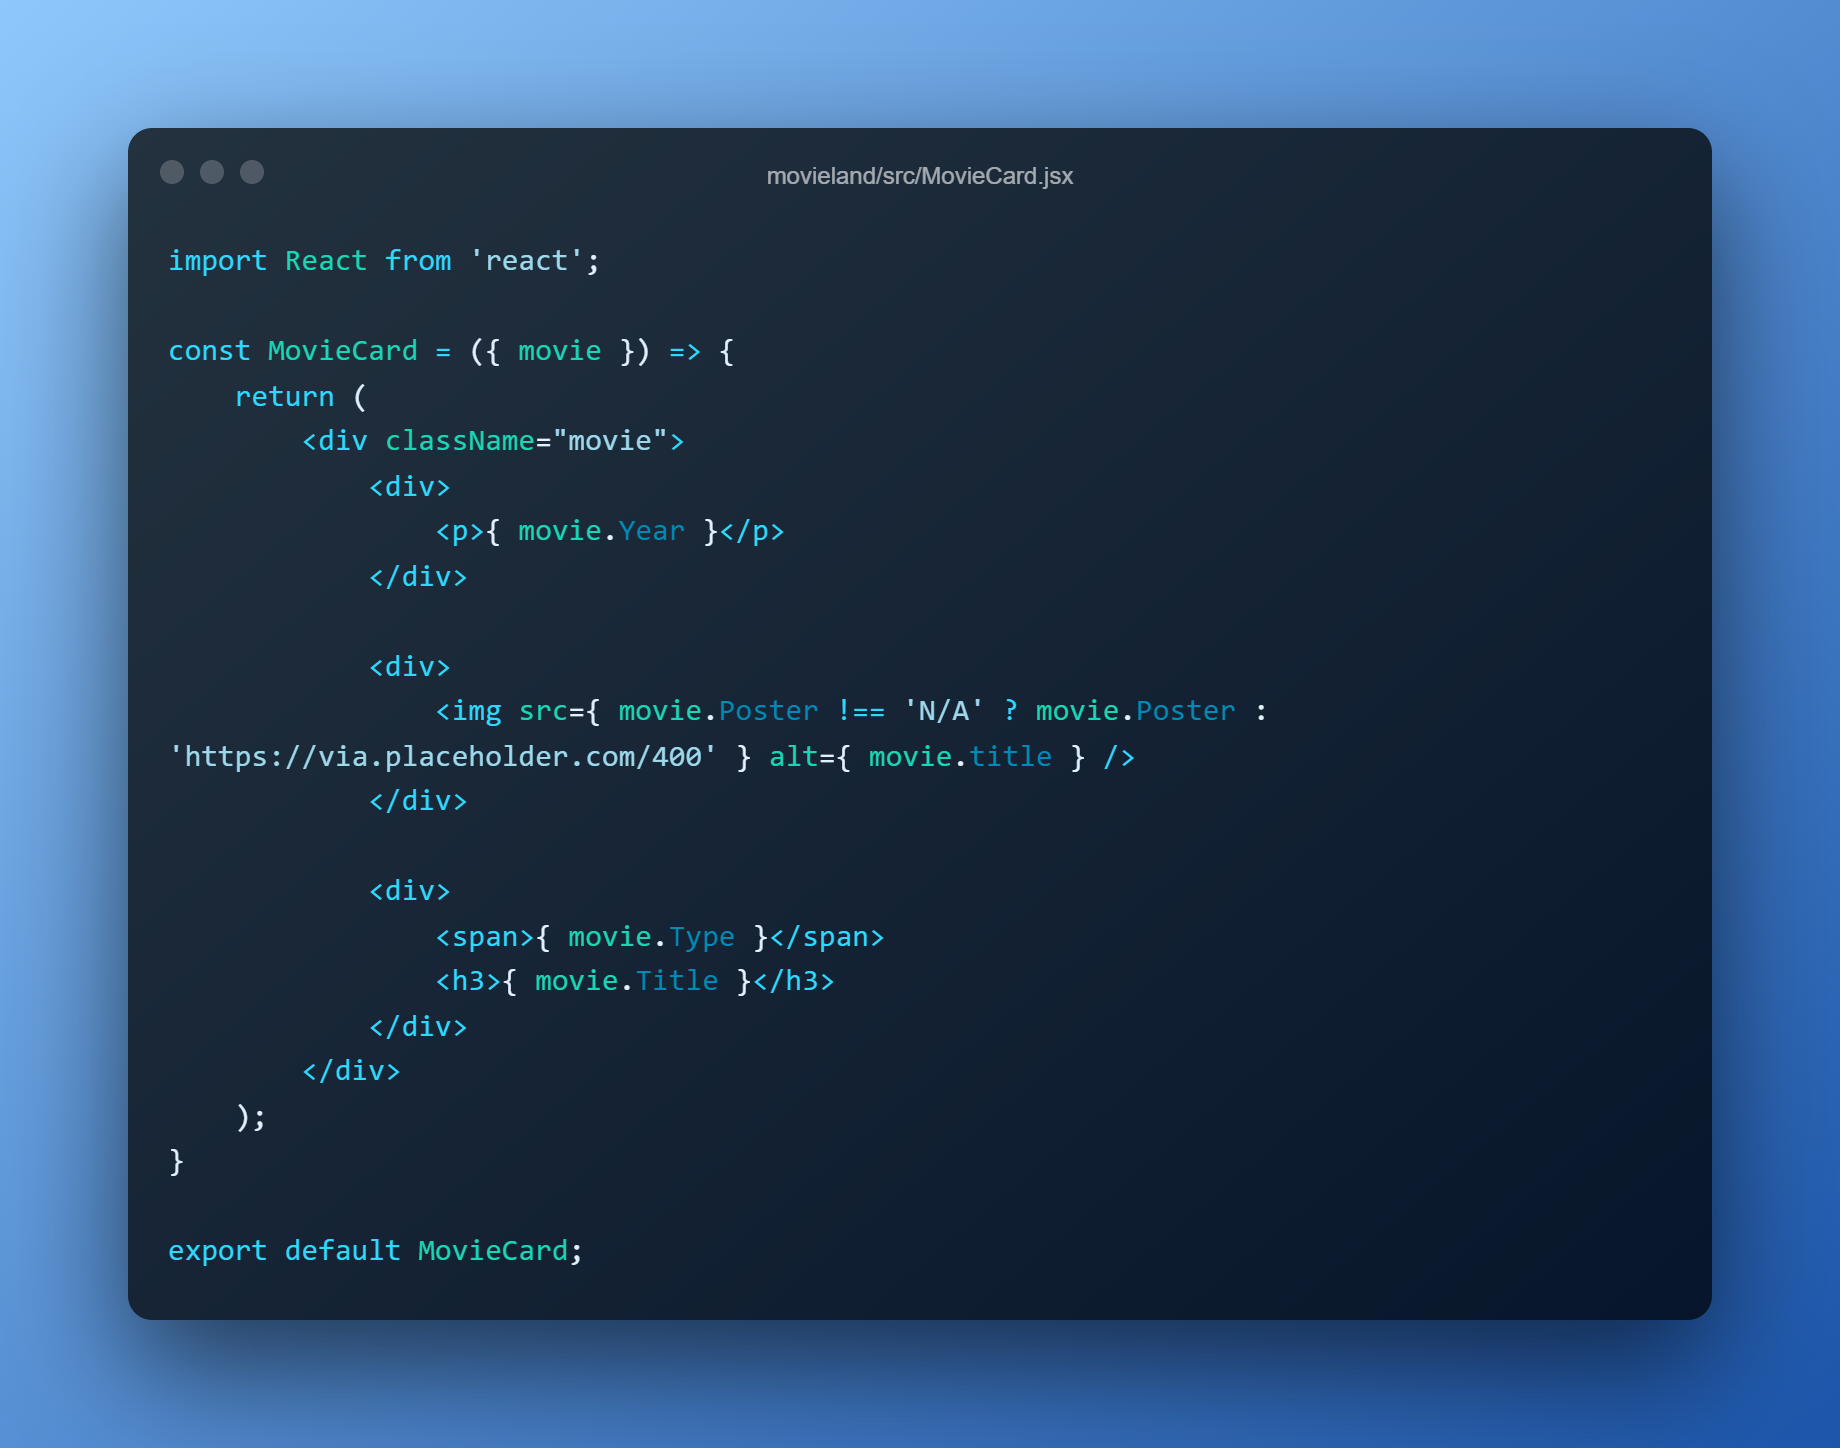 movieland/src/MovieCard.jsx
import React from 'react';
const MovieCard = ({ movie }) => {
    return (
        <div className="movie">
            <div>
                <p>{ movie.Year }</p>
            </div>
            <div>
                <img src={ movie.Poster !== 'N/A' ? movie.Poster :
'https://via.placeholder.com/400' } alt={ movie.title } />
            </div>
            <div>
                <span>{ movie.Type }</span>
                <h3>{ movie.Title }</h3>
            </div>
        </div>
    );
}
export default MovieCard;